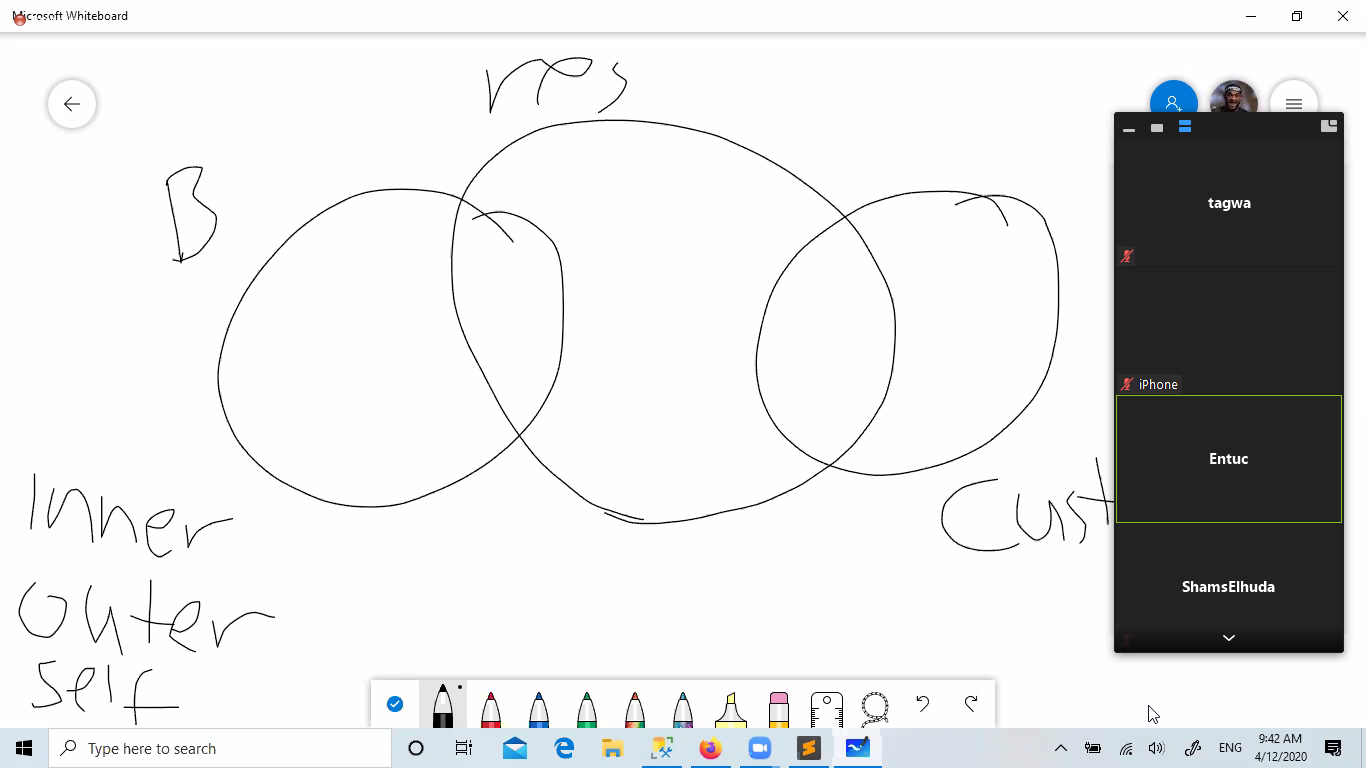 Microsoft Whiteboard
res
B
tagwa
iPhone
Entuc
Cust
ShamsElhuda
Inner
outer
self
Type here to search
ENG
9:42 AM
4/12/2020